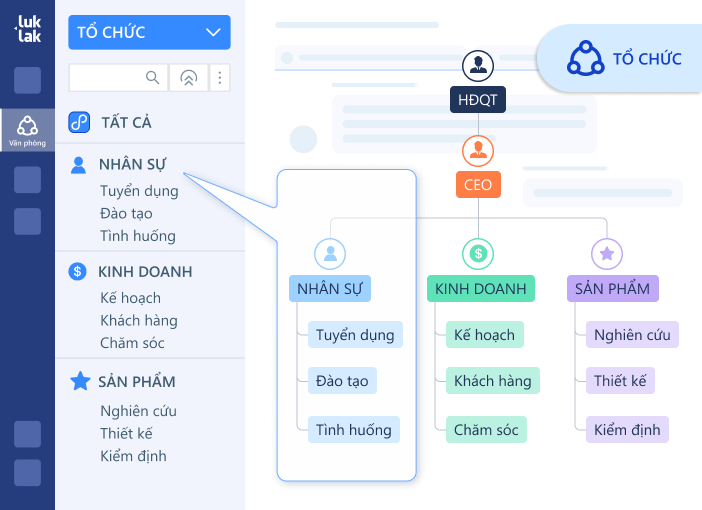 luk
lak
Văn phòng
TỔ CHỨC
TẤT CẢ
NHÂN SỰ
Tuyển dụng
Đào tạo
Tình huống
KINH DOANH
Kế hoạch
Khách hàng
Chăm sóc
SẢN PHẨM
Nghiên cứu
Thiết kế
Kiểm định
TỔ CHỨC
HĐQT
CEO
NHÂN SỰ
Tuyển dụng
Đào tạo
Tình huống
KINH DOANH
Kế hoạch
Khách hàng
Chăm sóc
SẢN PHẨM
Nghiên cứu
Thiết kế
Kiểm định